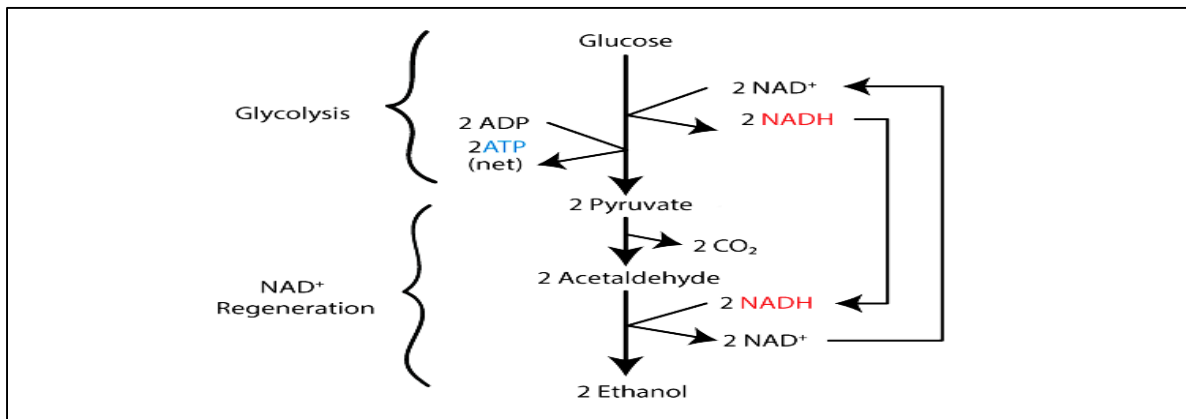 Glucose
Glycolysis
2 NAD⁺
2 NADH
2 ADP
2ATP
(net)
2 Pyruvate
2 CO₂
2 Acetaldehyde
NAD⁺
Regeneration
2 NADH
2 NAD⁺
2 Ethanol